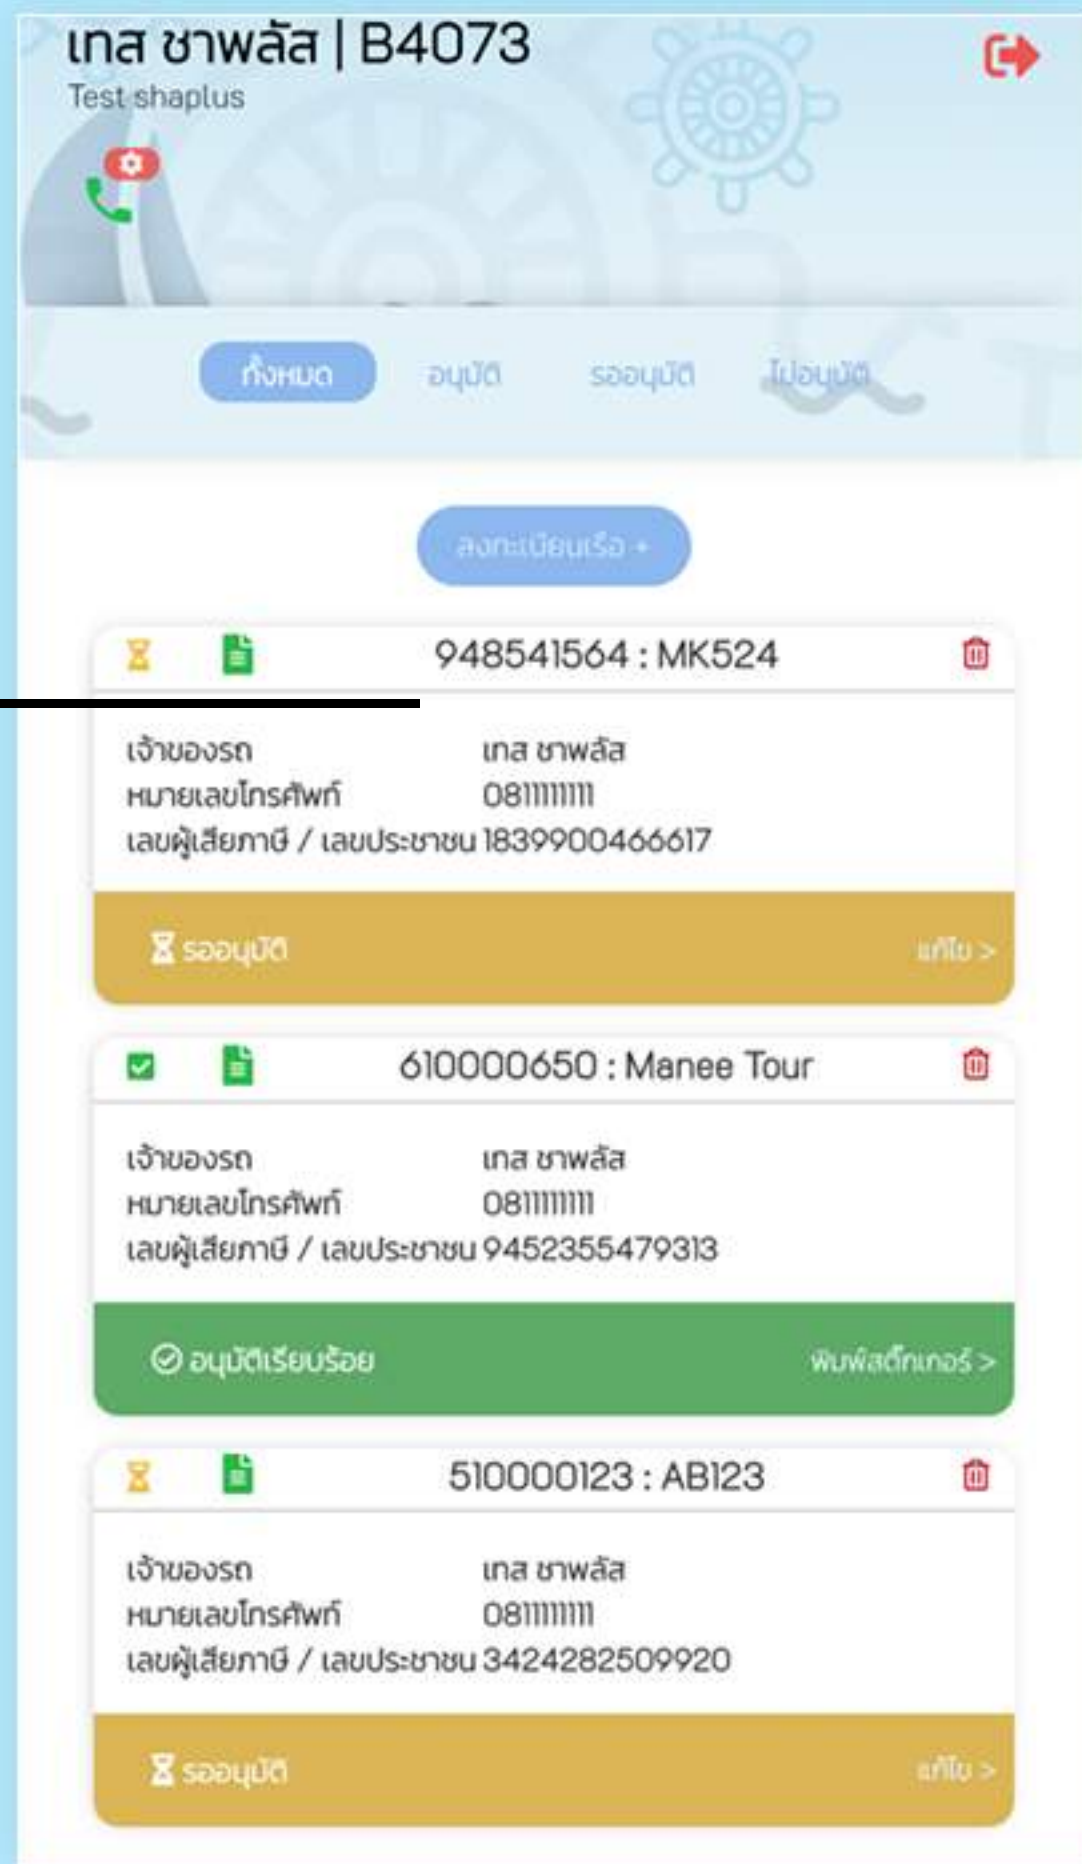 เทส ชาพลัส | B4073
Test shaplus
ทั้งหมด อนุมัติ รออนุมัติ ไม่อนุมัติ
ลงทะเบียนเรือ +
948541564 : MK524
เจ้าของรถ เทส ชาพลัส
หมายเลขโทรศัพท์ 0811111111
เลขผู้เสียภาษี / เลขประชาชน 1839900466617
รออนุมัติ แก้ไข >
610000650 : Manee Tour
เจ้าของรถ เทส ชาพลัส
หมายเลขโทรศัพท์ 0811111111
เลขผู้เสียภาษี / เลขประชาชน 9452355479313
อนุมัติเรียบร้อย พิมพ์สติ๊กเกอร์ >
510000123 : AB123
เจ้าของรถ เทส ชาพลัส
หมายเลขโทรศัพท์ 0811111111
เลขผู้เสียภาษี / เลขประชาชน 3424282509920
รออนุมัติ แก้ไข >